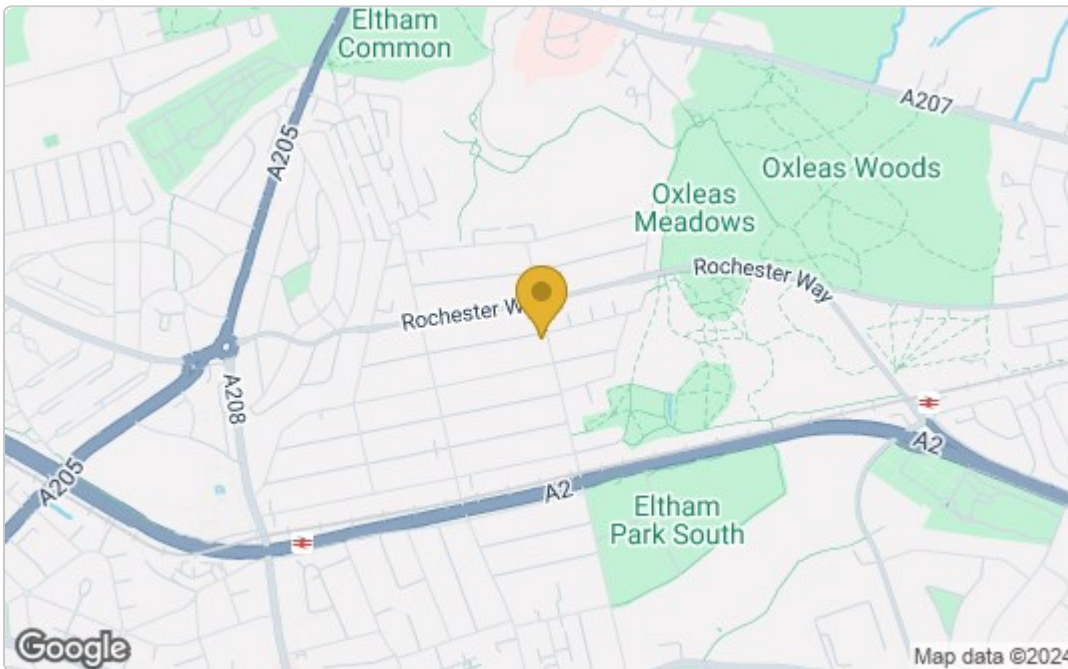 Eltham
Common
A205
A207
Oxleas Woods
Oxleas
Meadows
Rochester Way
Rochester
A208
A205
A2
A2
Eltham
Park South
Google
Map data ©2024